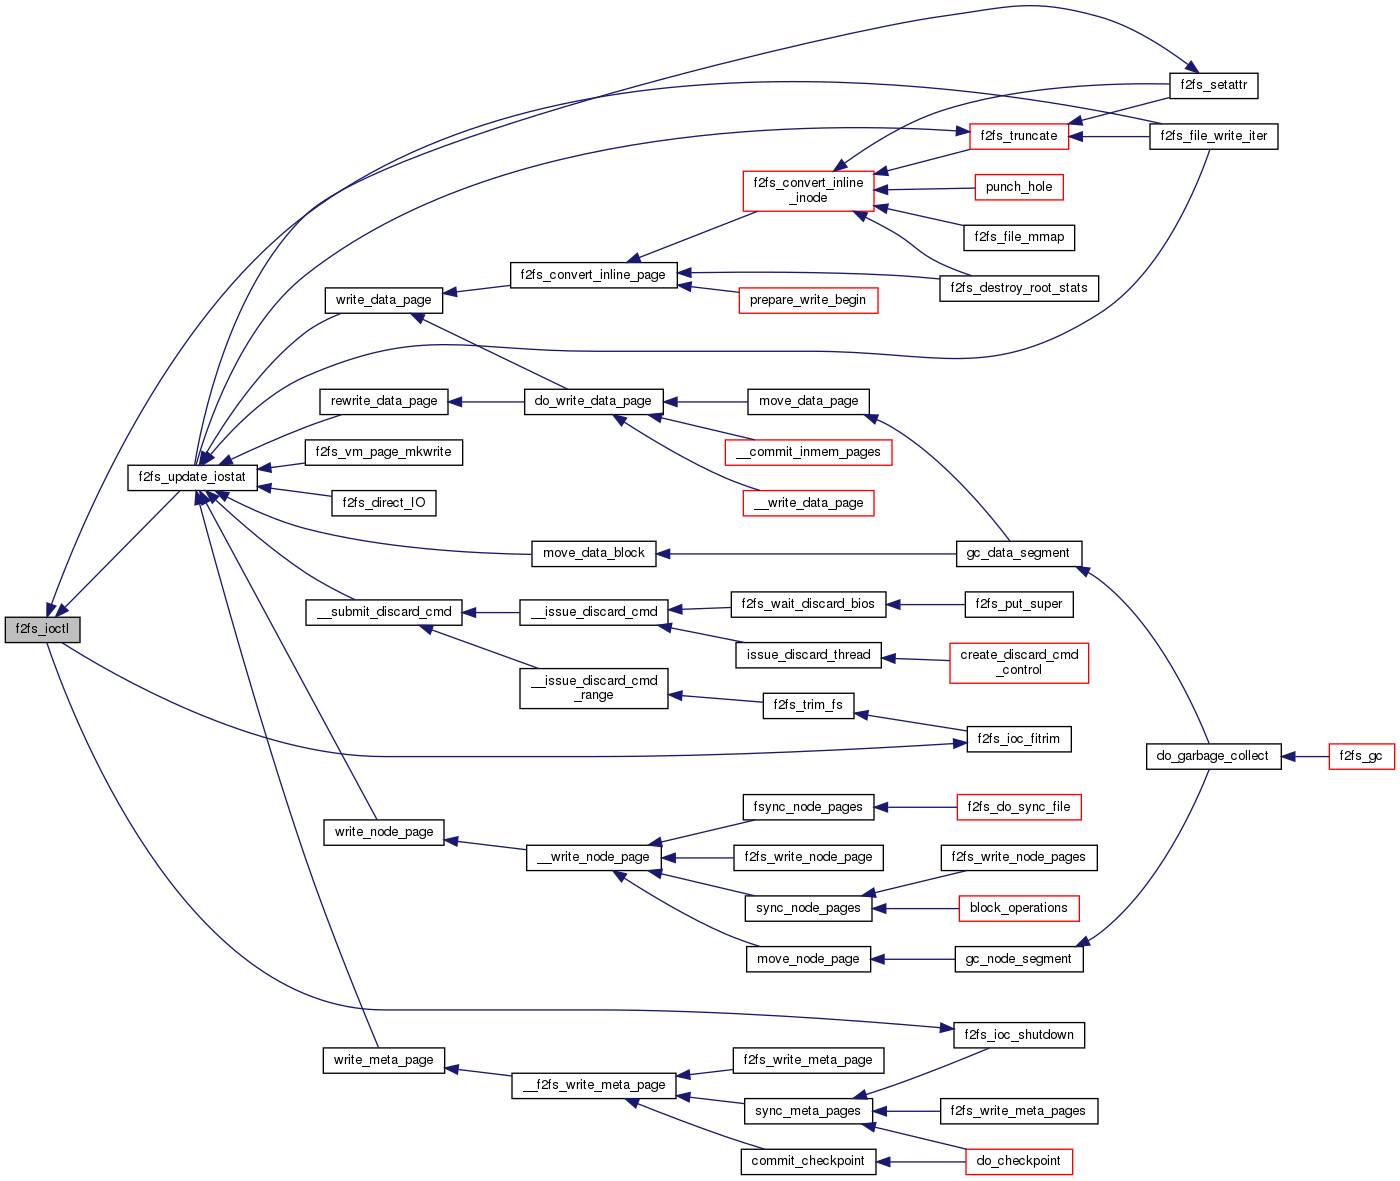 f2fs_setattr
f2fs_truncate
f2fs_file_write_iter
f2fs_convert_inline
_inode
punch_hole
f2fs_file_mmap
f2fs_convert_inline_page
f2fs_destroy_root_stats
write_data_page
prepare_write_begin
rewrite_data_page
do_write_data_page
move_data_page
f2fs_vm_page_mkwrite
__commit_inmem_pages
f2fs_update_iostat
f2fs_direct_IO
__write_data_page
move_data_block
gc_data_segment
f2fs_ioctl
__submit_discard_cmd
__issue_discard_cmd
f2fs_wait_discard_bios
f2fs_put_super
issue_discard_thread
create_discard_cmd
_control
__issue_discard_cmd
_range
f2fs_trim_fs
f2fs_ioc_fitrim
do_garbage_collect
f2fs_gc
fsync_node_pages
f2fs_do_sync_file
write_node_page
__write_node_page
f2fs_write_node_page
f2fs_write_node_pages
sync_node_pages
block_operations
move_node_page
gc_node_segment
f2fs_ioc_shutdown
write_meta_page
f2fs_write_meta_page
__f2fs_write_meta_page
sync_meta_pages
f2fs_write_meta_pages
commit_checkpoint
do_checkpoint